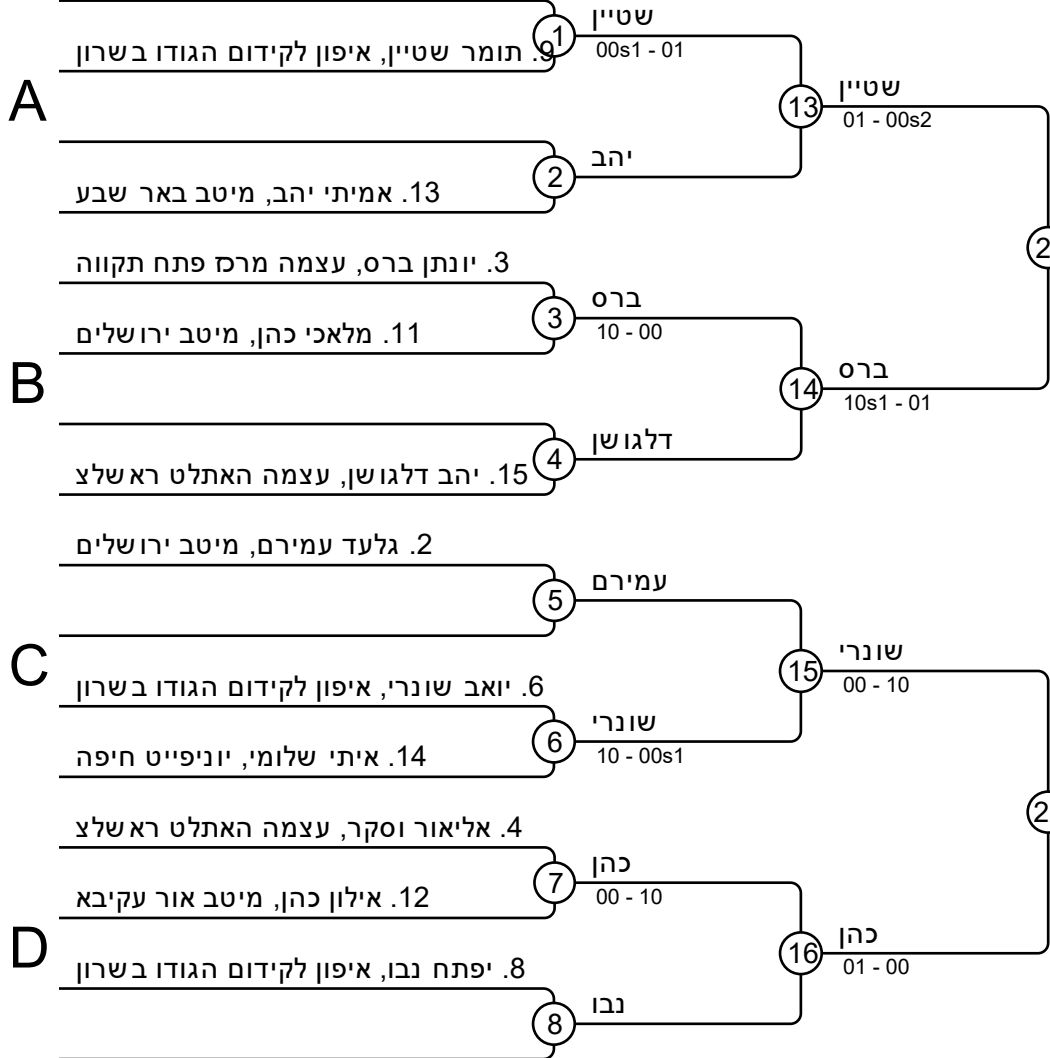 שטיין
1
00s1 - 01
9. תומר שטיין, איפון לקידום הגודו בשרון
A
שטיין
13
01 - 00s2
יהב
2
13. אמיתי יהב, מיטב באר שבע
2
3. יונתן ברס, עצמה מרכז פתח תקווה
ברס
3
10 - 00
11. מלאכי כהן, מיטב ירושלים
B
ברס
14
10s1 - 01
דלגושן
4
15. יהב דלגושן, עצמה האתלט ראשלצ
2. גלעד עמירם, מיטב ירושלים
עמירם
5
C
שונרי
15
00 - 10
6. יואב שונרי, איפון לקידום הגודו בשרון
שונרי
6
10 - 00s1
14. איתי שלומי, יוניפייט חיפה
2
4. אליאור וסקר, עצמה האתלט ראשלצ
כהן
7
00 - 10
12. אילון כהן, מיטב אור עקיבא
D
כהן
16
01 - 00
8. יפתח נבו, איפון לקידום הגודו בשרון
נבו
8